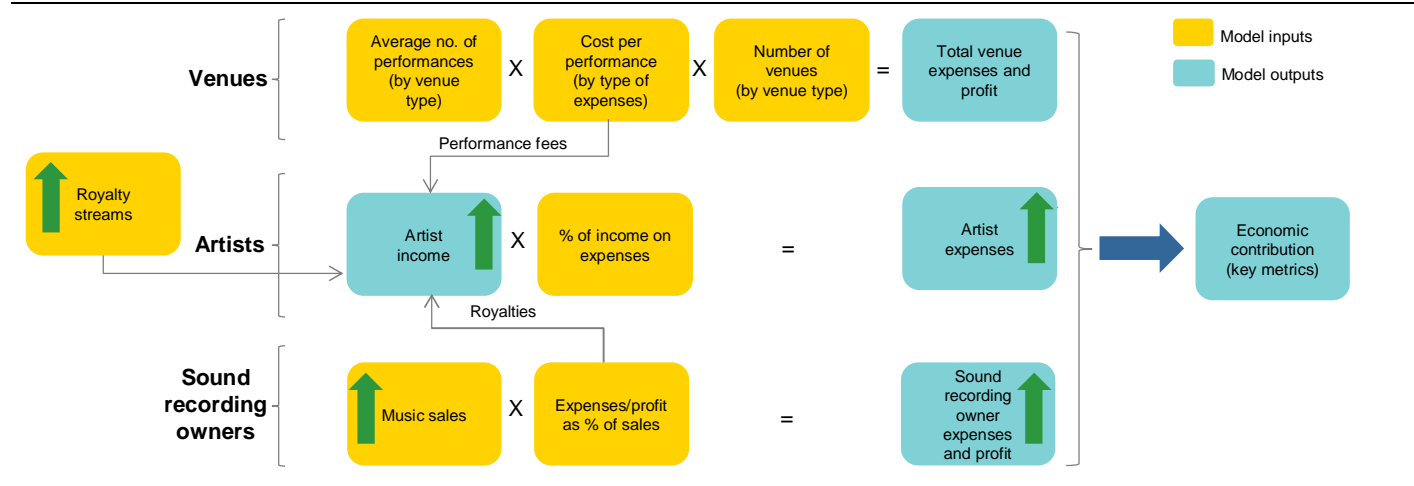 Venues
Average no. of
performances
(by venue
type)
X
Cost per
performance
(by type of
expenses)
X
Number of
venues
(by venue type)
=
Total venue
expenses and
profit
Model inputs
Model outputs
Performance fees
Royalty
streams
Artists
Artist
income
X
% of income on
expenses
=
Artist
expenses
Economic
contribution
(key metrics)
Royalties
Sound
recording
owners
Music sales
X
Expenses/profit
as % of sales
=
Sound
recording
owner
expenses
and profit